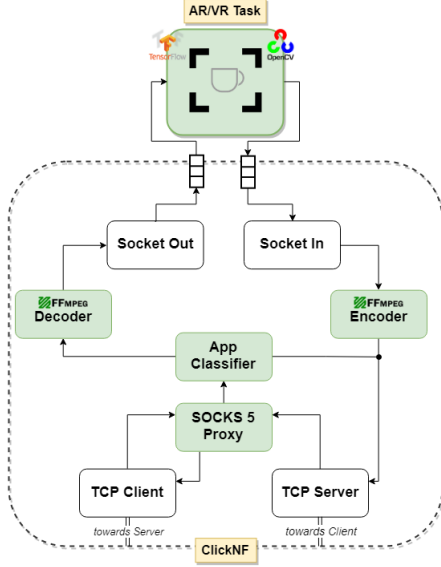 AR/VR Task
TensorFlow
OpenCV
Socket Out
Socket In
FFMPEG
Decoder
FFMPEG
Encoder
App
Classifier
SOCKS 5
Proxy
TCP Client
TCP Server
towards Server
towards Client
ClickNF